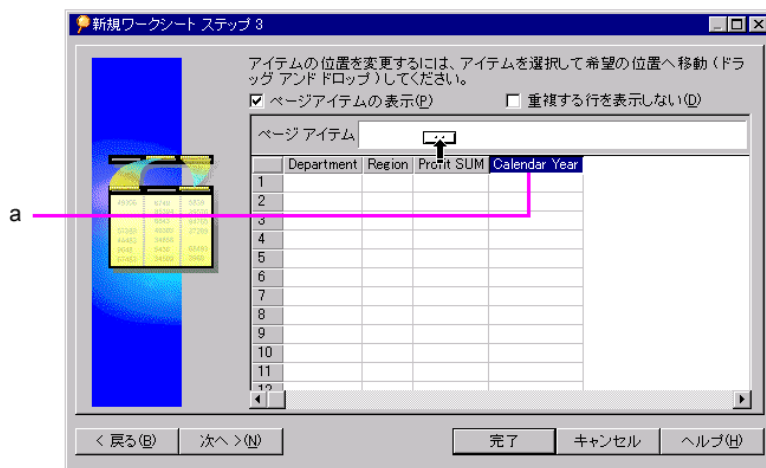 新規ワークシート ステップ 3
アイテムの位置を変更するには、アイテムを選択して希望の位置へ移動（ドラ
ッグ アンド ドロップ）してください。
ページアイテムの表示(P)
重複する行を表示しない(D)
ページ アイテム
Department Region Profit SUM Calendar Year
1
2
a
3
4
5
6
7
8
9
10
11
12
< 戻る(B)
次へ >(N)
完了
キャンセル
ヘルプ(H)